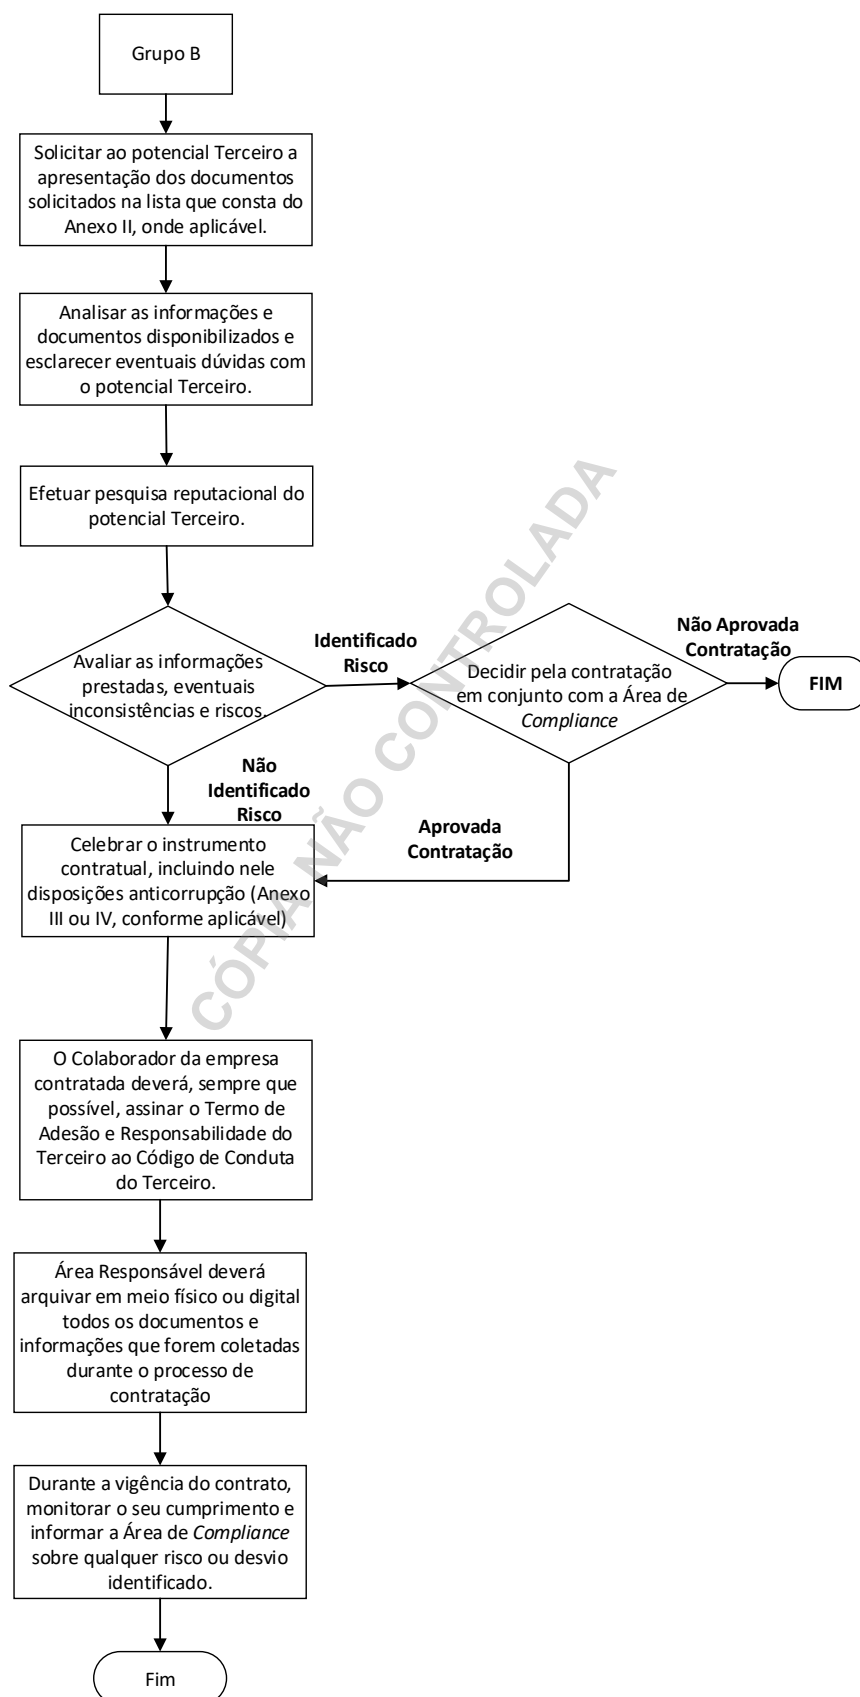 Grupo B
Solicitar ao potencial Terceiro a
apresentação dos documentos
solicitados na lista que consta do
Anexo II, onde aplicável.
Analisar as informações e
documentos disponibilizados e
esclarecer eventuais dúvidas com
o potencial Terceiro.
Efetuar pesquisa reputacional do
potencial Terceiro.
Avaliar as informações
prestadas, eventuais
inconsistências e riscos.
Identificado
Risco
Decidir pela contratação
em conjunto com a Área de
Compliance
Não Aprovada
Contratação
FIM
Não
Identificado
Risco
Aprovada
Contratação
Celebrar o instrumento
contratual, incluindo nele
disposições anticorrupção (Anexo
III ou IV, conforme aplicável)
O Colaborador da empresa
contratada deverá, sempre que
possível, assinar o Termo de
Adesão e Responsabilidade do
Terceiro ao Código de Conduta
do Terceiro.
Área Responsável deverá
arquivar em meio físico ou digital
todos os documentos e
informações que forem coletadas
durante o processo de
contratação
Durante a vigência do contrato,
monitorar o seu cumprimento e
informar a Área de Compliance
sobre qualquer risco ou desvio
identificado.
Fim
CÓPIA NÃO CONTROLADA